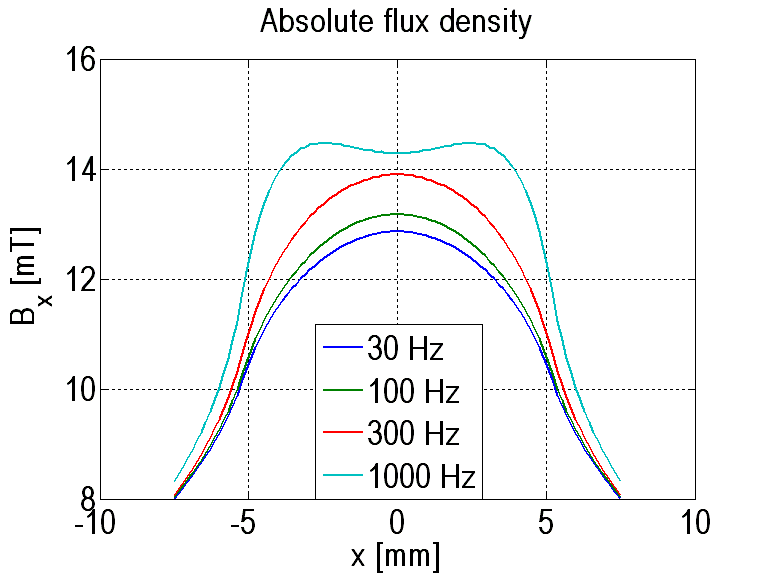 Absolute flux density
16
14
12
10
8
B_x [mT]
30 Hz
100 Hz
300 Hz
1000 Hz
-10 -5 0 5 10
x [mm]